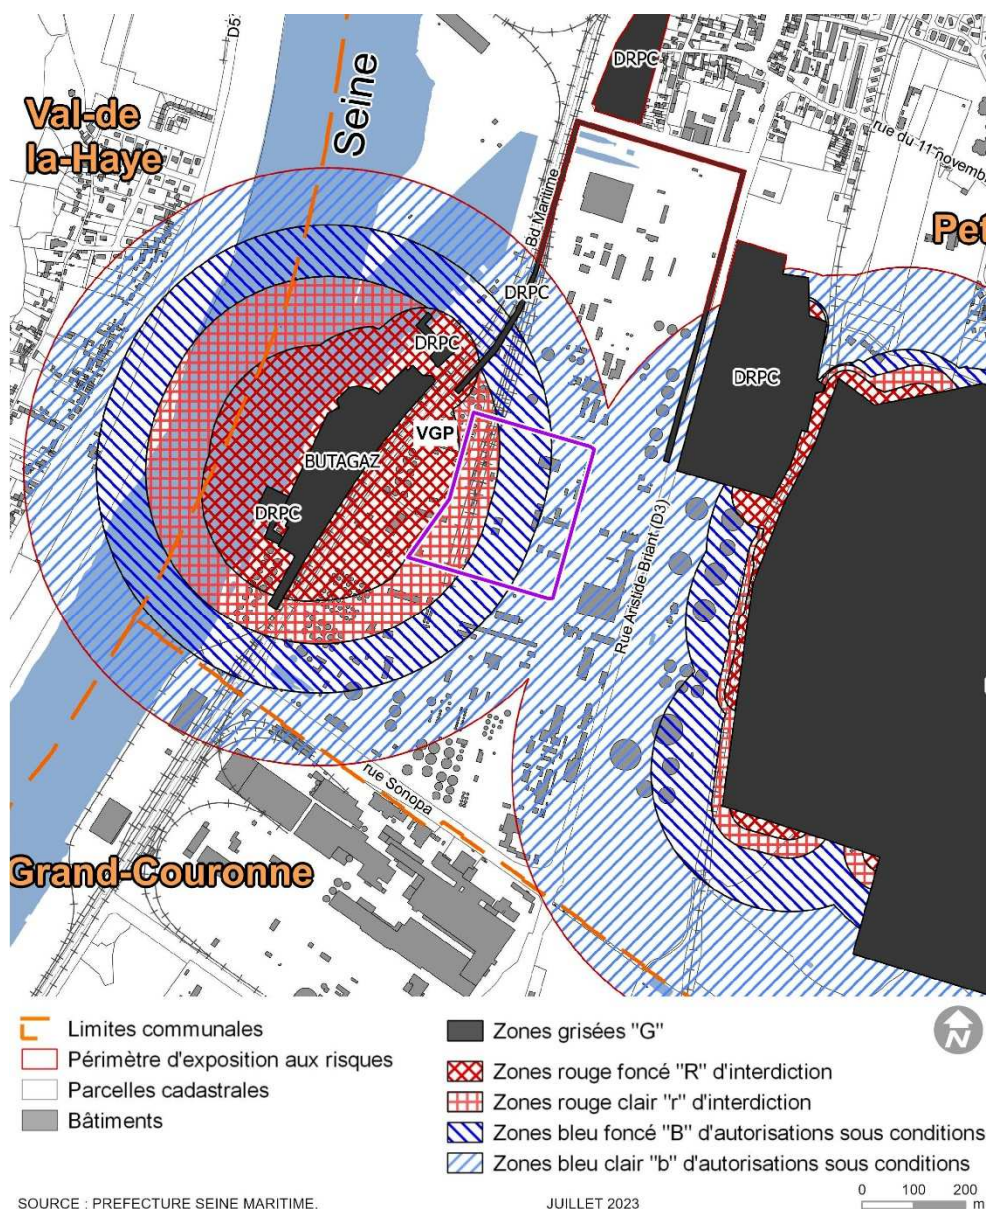 D5
DRPC
Seine
Val-de
la-Haye
rue du 11 novemb
Bd Maritime
Pet
DRPC
DRPC
DRPC
VGP
BUTAGAZ
DRPC
Rue Aristide Briant (D3)
rue Sonopa
Grand-Couronne
Limites communales
Périmètre d'exposition aux risques
Parcelles cadastrales
Bâtiments
Zones grisées "G"
Zones rouge foncé "R" d'interdiction
Zones rouge clair "r" d'interdiction
Zones bleu foncé "B" d'autorisations sous conditions
Zones bleu clair "b" d'autorisations sous conditions
N
SOURCE : PREFECTURE SEINE MARITIME.
JUILLET 2023
0 100 200
m